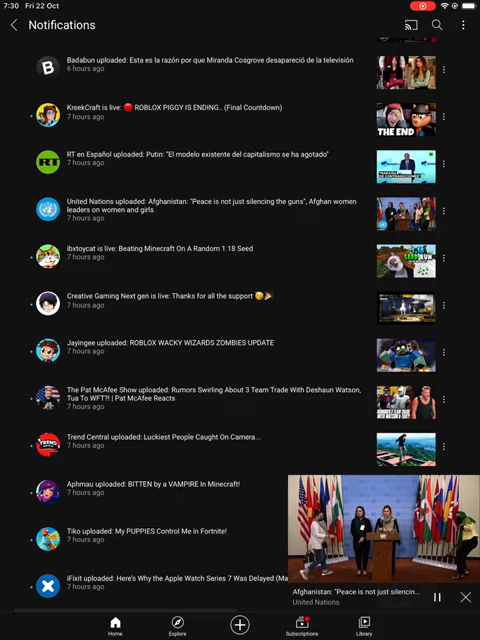 7:30 Fri 22 Oct
Notifications
Badabun uploaded: Esta es la razón por que Miranda Cosgrove desapareció de la televisión
6 hours ago
B
KreekCraft is live: 🔴 ROBLOX PIGGY IS ENDING.. (Final Countdown)
7 hours ago
THE END
RT en Español uploaded: Putin: "El modelo existente del capitalismo se ha agotado"
7 hours ago
RT
United Nations uploaded: Afghanistan: "Peace is not just silencing the guns", Afghan women
leaders on women and girls
7 hours ago
ibxtoycat is live: Beating Minecraft On A Random 1.18 Seed
7 hours ago
SEED RUN
Creative Gaming Next gen is live: Thanks for all the support 😘🎉
7 hours ago
Jayingee uploaded: ROBLOX WACKY WIZARDS ZOMBIES UPDATE
7 hours ago
The Pat McAfee Show uploaded: Rumors Swirling About 3 Team Trade With Deshaun Watson,
Tua To WFT?! | Pat McAfee Reacts
7 hours ago
Trend Central uploaded: Luckiest People Caught On Camera...
7 hours ago
TREND
Aphmau uploaded: BITTEN by a VAMPIRE IN Minecraft!
7 hours ago
Tiko uploaded: My PUPPIES Control Me in Fortnite!
7 hours ago
iFixit uploaded: Here's Why the Apple Watch Series 7 Was Delayed (Ma
7 hours ago
Afghanistan: "Peace is not just silencin...
United Nations
Home
Explore
Subscriptions
Library